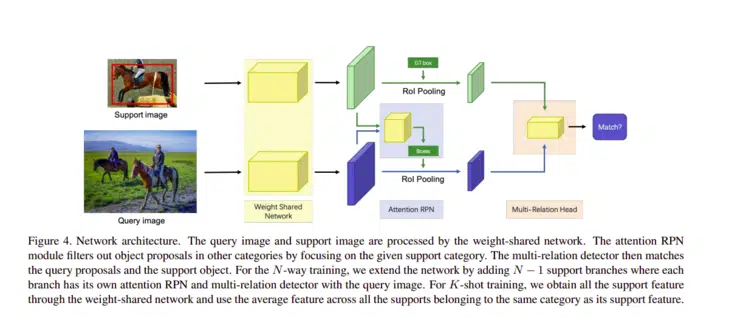 GT box
RoI Pooling
Support image
Match?
Boxes
RoI Pooling
Query image
Weight Shared
Network
Attention RPN
Multi-Relation Head
Figure 4. Network architecture. The query image and support image are processed by the weight-shared network. The attention RPN
module filters out object proposals in other categories by focusing on the given support category. The multi-relation detector then matches
the query proposals and the support object. For the N-way training, we extend the network by adding N − 1 support branches where each
branch has its own attention RPN and multi-relation detector with the query image. For K-shot training, we obtain all the support feature
through the weight-shared network and use the average feature across all the supports belonging to the same category as its support feature.